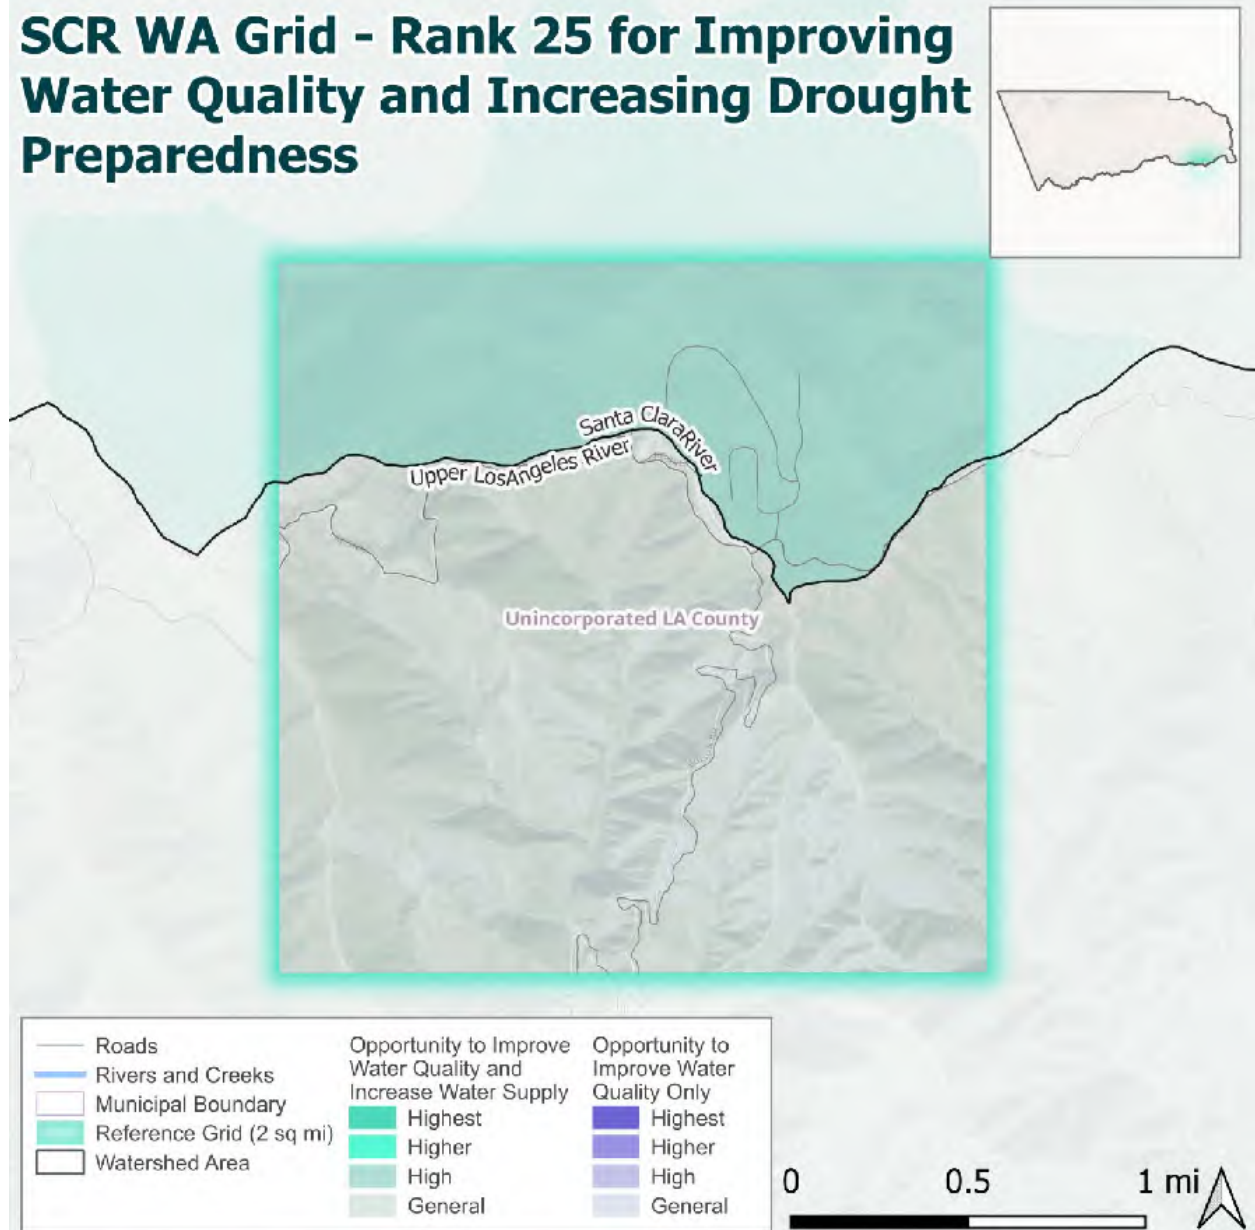 SCR WA Grid - Rank 25 for Improving
Water Quality and Increasing Drought
Preparedness
Santa ClaraRiver
Upper LosAngeles River
Unincorporated LA County
Roads
Rivers and Creeks
Municipal Boundary
Reference Grid (2 sq mi)
Watershed Area
Opportunity to Improve
Water Quality and
Increase Water Supply
Highest
Higher
High
General
Opportunity to
Improve Water
Quality Only
Highest
Higher
High
General
0 0.5 1 mi